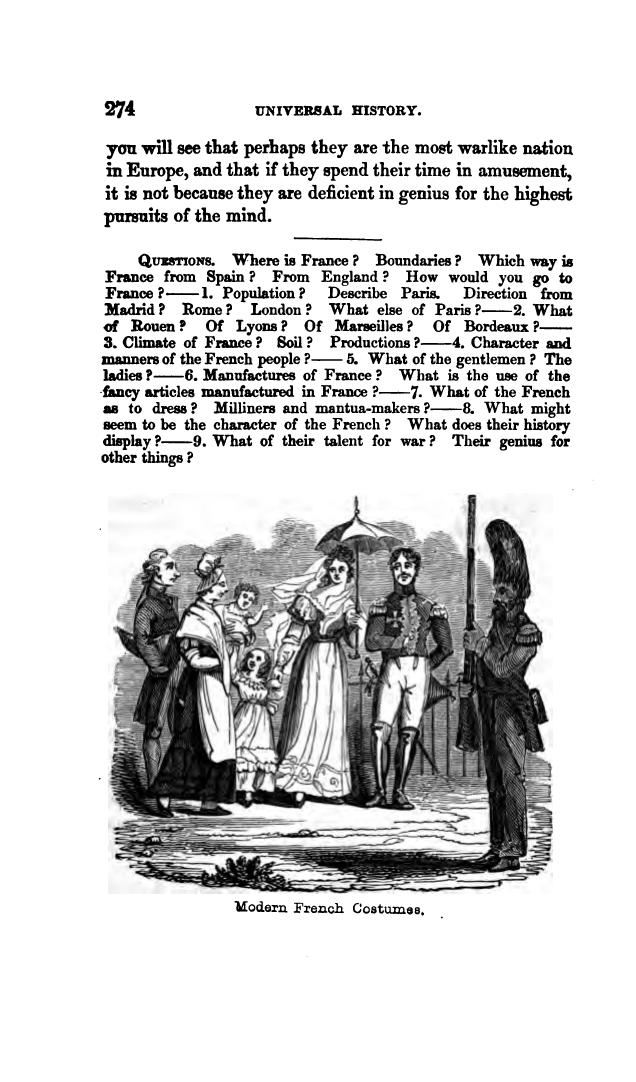 274 UNIVERSAL HISTORY.
you will see that perhaps they are the most warlike nation
in Europe, and that if they spend their time in amusement,
it is not because they are deficient in genius for the highest
pursuits of the mind.
QUESTIONS. Where is France? Boundaries? Which way is
France from Spain? From England? How would you go to
France?—1. Population? Describe Paris. Direction from
Madrid? Rome? London? What else of Paris?—2. What
of Rouen? Of Lyons? Of Marseilles? Of Bordeaux?—
3. Climate of France? Soil? Productions?—4. Character and
manners of the French people?—5. What of the gentlemen? The
ladies?—6. Manufactures of France? What is the use of the
fancy articles manufactured in France?—7. What of the French
as to dress? Milliners and mantua-makers?—8. What might
seem to be the character of the French? What does their history
display?—9. What of their talent for war? Their genius for
other things?
Modern French Costumes.